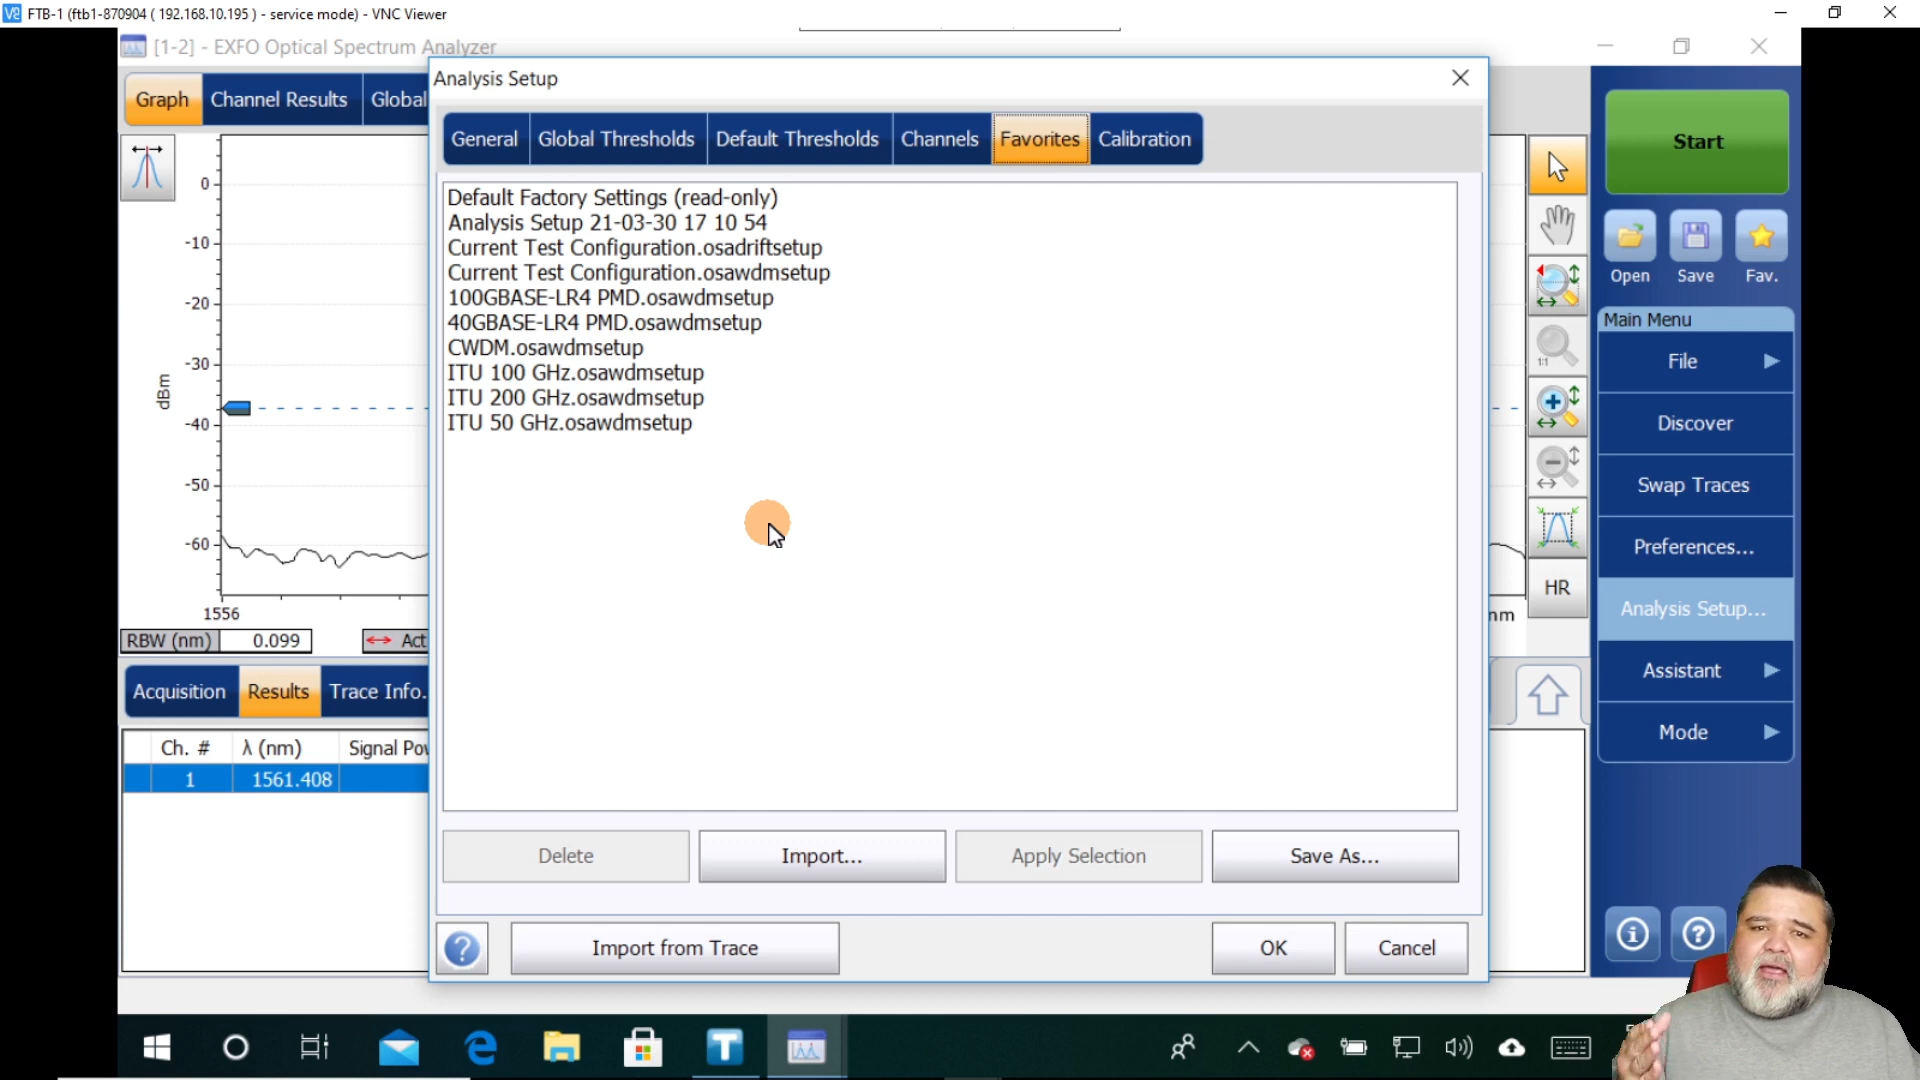 FTB-1 (ftb1-870904 ( 192.168.10.195 ) - service mode) - VNC Viewer
[1-2] - EXFO Optical Spectrum Analyzer
Analysis Setup
Graph
Channel Results
Global
General
Global Thresholds
Default Thresholds
Channels
Favorites
Calibration
Start
Default Factory Settings (read-only)
Analysis Setup 21-03-30 17 10 54
Current Test Configuration.osadriftsetup
Current Test Configuration.osawdmsetup
100GBASE-LR4 PMD.osawdmsetup
40GBASE-LR4 PMD.osawdmsetup
CWDM.osawdmsetup
ITU 100 GHz.osawdmsetup
ITU 200 GHz.osawdmsetup
ITU 50 GHz.osawdmsetup
0
-10
-20
-30
-40
-50
-60
dBm
1556
nm
RBW (nm) 0.099
Act
1:1
HR
Open
Save
Fav.
Main Menu
File
Discover
Swap Traces
Preferences...
Analysis Setup...
Assistant
Mode
Acquisition
Results
Trace Info.
Ch. # λ (nm) Signal Pow
1 1561.408
Delete
Import...
Apply Selection
Save As...
Import from Trace
OK
Cancel